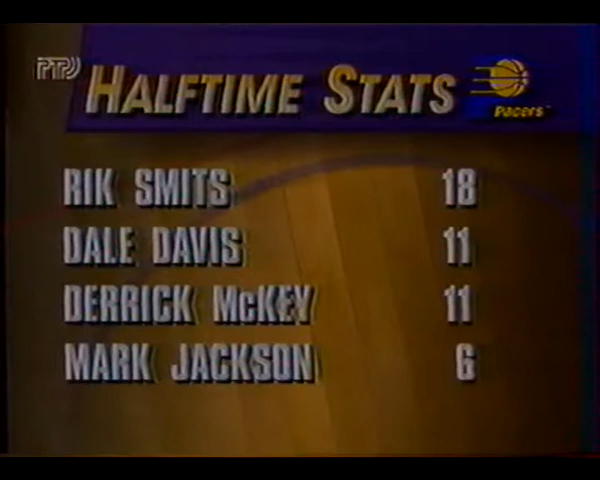 РТР
HALFTIME STATS
Pacers
RIK SMITS 18
DALE DAVIS 11
DERRICK McKEY 11
MARK JACKSON 6